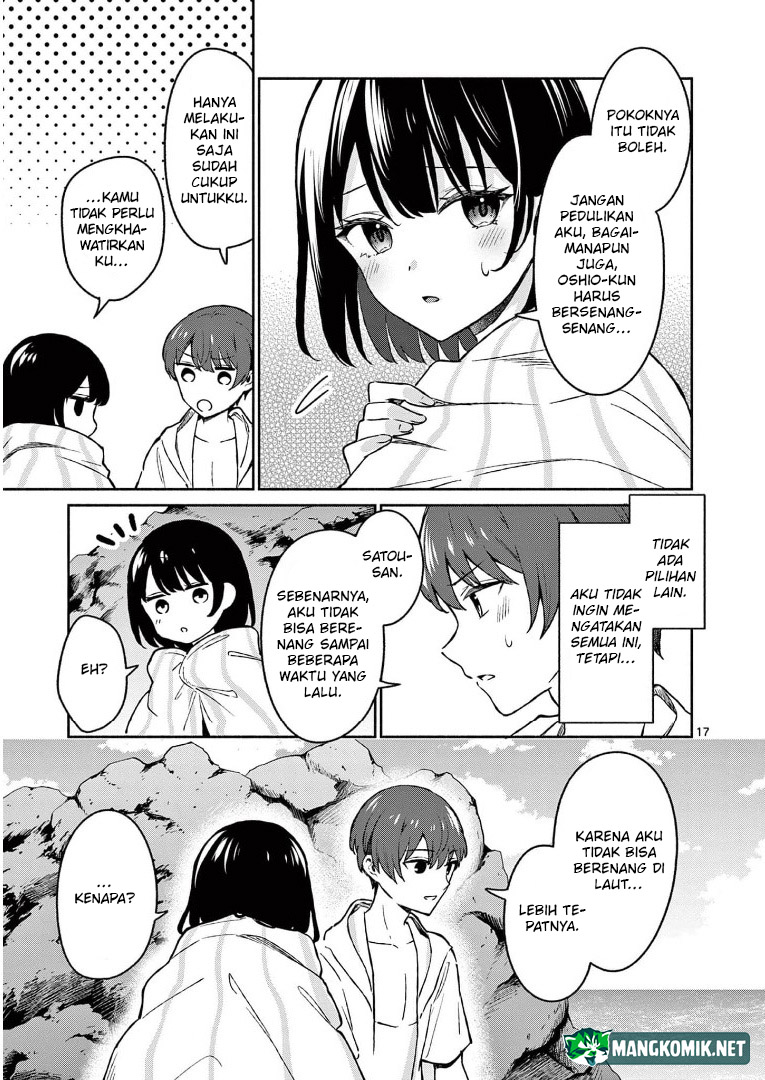 POKOKNYA
ITU TIDAK
BOLEH.
JANGAN
PEDULIKAN
AKU, BAGAI-
MANAPUN
JUGA,
OSHIO-KUN
HARUS
BERSENANG-
SENANG...
HANYA
MELAKU-
KAN INI
SAJA
SUDAH
CUKUP
UNTUKKU.
...KAMU
TIDAK PERLU
MENGKHA-
WATIRKAN
KU...
TIDAK
ADA
PILIHAN
LAIN.
AKU TIDAK
INGIN ME-
NGATAKAN
SEMUA INI,
TETAPI...
SATOU-
SAN.
SEBENARNYA,
AKU TIDAK
BISA BERE-
NANG SAMPAI
BEBERAPA
WAKTU YANG
LALU.
EH?
17
KARENA AKU
TIDAK BISA
BERENANG DI
LAUT...
LEBIH TE-
PATNYA.
...
KENAPA?
MANGKOMIK.NET